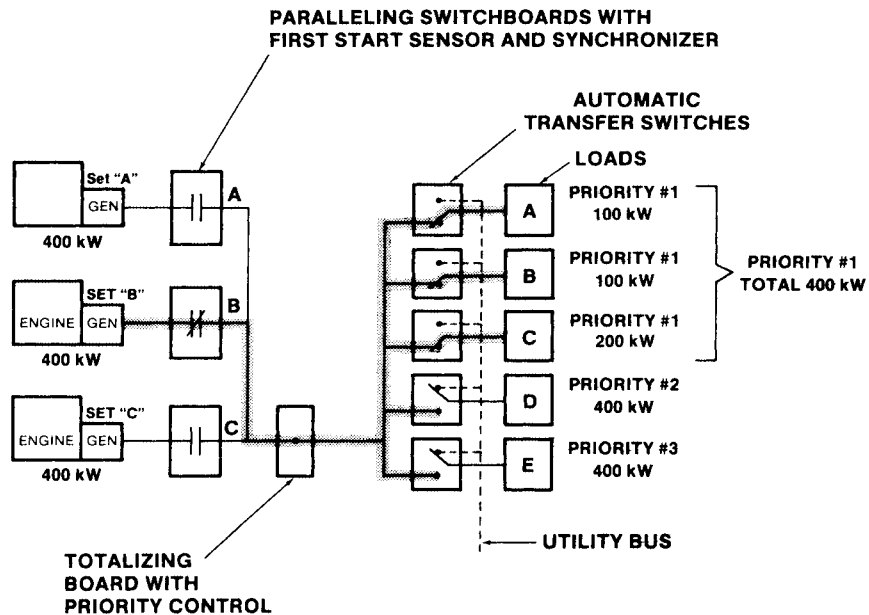 PARALLELING SWITCHBOARDS WITH
FIRST START SENSOR AND SYNCHRONIZER
AUTOMATIC
TRANSFER SWITCHES
LOADS
Set "A"
GEN
400 kW
A
SET "B"
ENGINE
GEN
400 kW
B
SET "C"
ENGINE
GEN
400 kW
C
A
PRIORITY #1
100 kW
B
PRIORITY #1
100 kW
C
PRIORITY #1
200 kW
PRIORITY #1
TOTAL 400 kW
D
PRIORITY #2
400 kW
E
PRIORITY #3
400 kW
UTILITY BUS
TOTALIZING
BOARD WITH
PRIORITY CONTROL